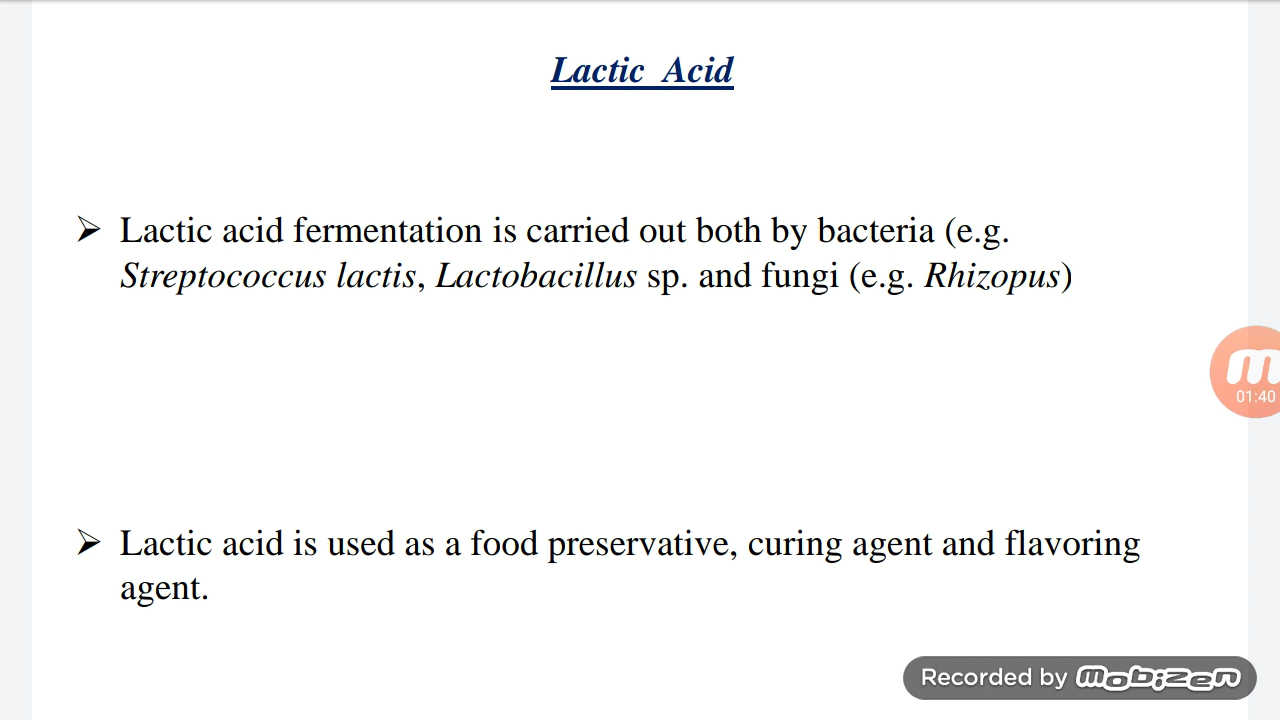 Lactic Acid
➢ Lactic acid fermentation is carried out both by bacteria (e.g.
Streptococcus lactis, Lactobacillus sp. and fungi (e.g. Rhizopus)
01:40
➢ Lactic acid is used as a food preservative, curing agent and flavoring
agent.
Recorded by mobizen